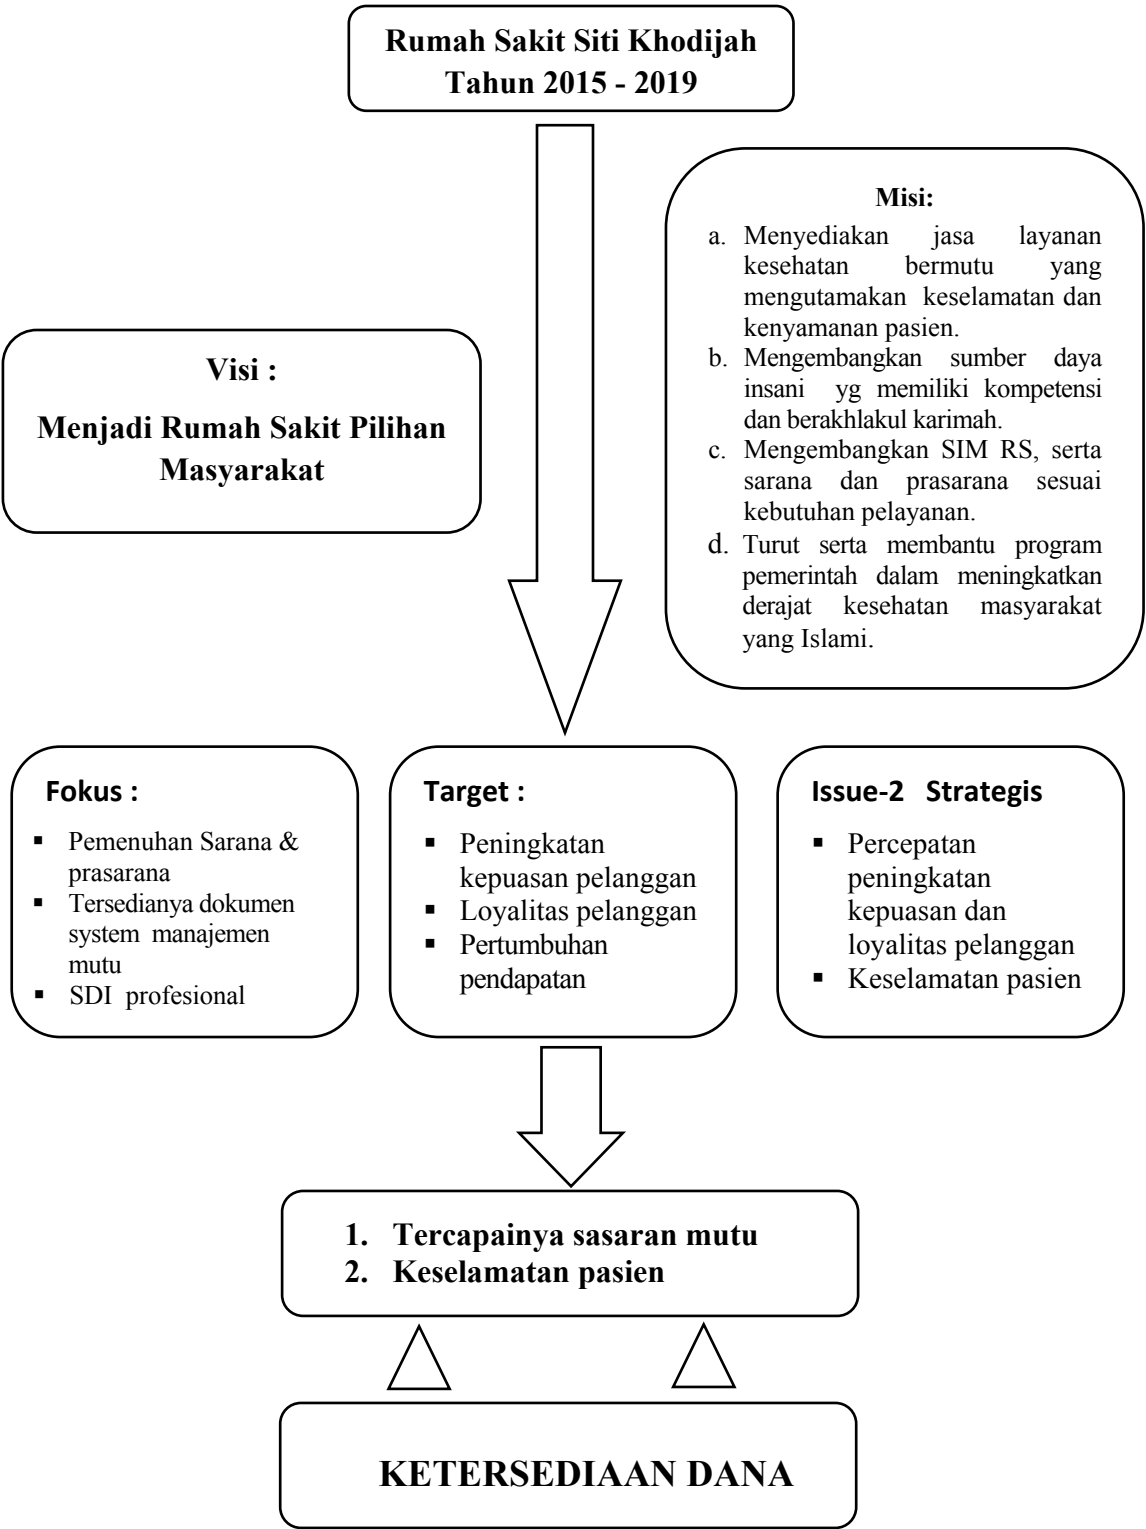 Rumah Sakit Siti Khodijah
Tahun 2015 - 2019
Misi:
a. Menyediakan jasa layanan
kesehatan bermutu yang
mengutamakan keselamatan dan
kenyamanan pasien.
b. Mengembangkan sumber daya
insani yg memiliki kompetensi
dan berakhlakul karimah.
c. Mengembangkan SIM RS, serta
sarana dan prasarana sesuai
kebutuhan pelayanan.
d. Turut serta membantu program
pemerintah dalam meningkatkan
derajat kesehatan masyarakat
yang Islami.
Visi :
Menjadi Rumah Sakit Pilihan
Masyarakat
Fokus :
▪ Pemenuhan Sarana &
prasarana
▪ Tersedianya dokumen
system manajemen
mutu
▪ SDI profesional
Target :
▪ Peningkatan
kepuasan pelanggan
▪ Loyalitas pelanggan
▪ Pertumbuhan
pendapatan
Issue-2 Strategis
▪ Percepatan
peningkatan
kepuasan dan
loyalitas pelanggan
▪ Keselamatan pasien
1. Tercapainya sasaran mutu
2. Keselamatan pasien
KETERSEDIAAN DANA